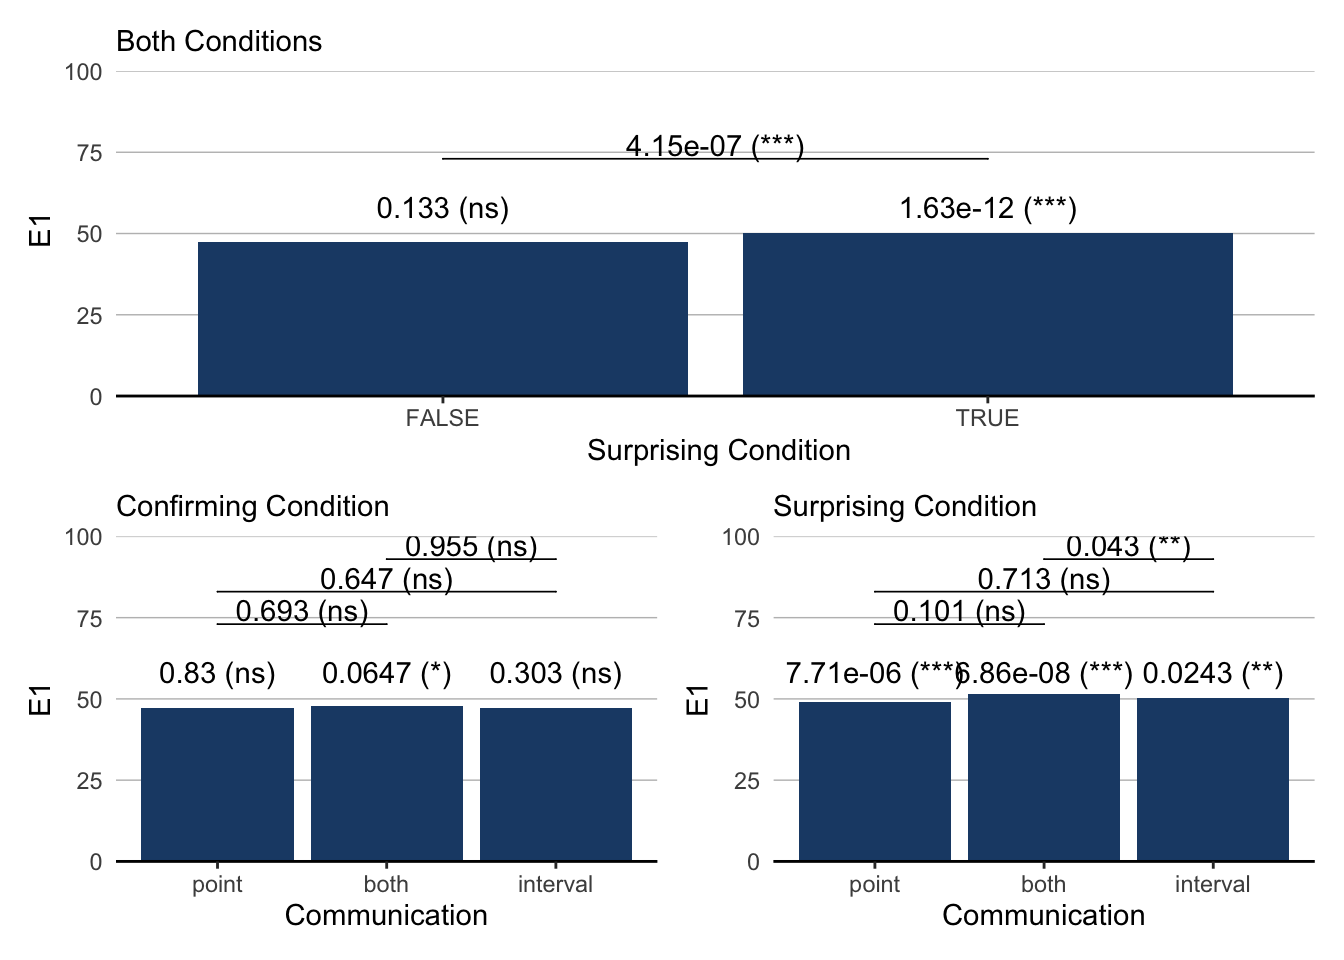 Both Conditions
100
4.15e-07 (***)
75
0.133 (ns) 1.63e-12 (***)
E1
50
25
0
FALSE TRUE
Surprising Condition
Confirming Condition
100
0.955 (ns)
0.647 (ns)
0.693 (ns)
75
0.83 (ns) 0.0647 (*) 0.303 (ns)
E1
50
25
0
point both interval
Communication
Surprising Condition
100
0.043 (**)
0.713 (ns)
0.101 (ns)
75
7.71e-06 (***) 6.86e-08 (***) 0.0243 (**)
E1
50
25
0
point both interval
Communication